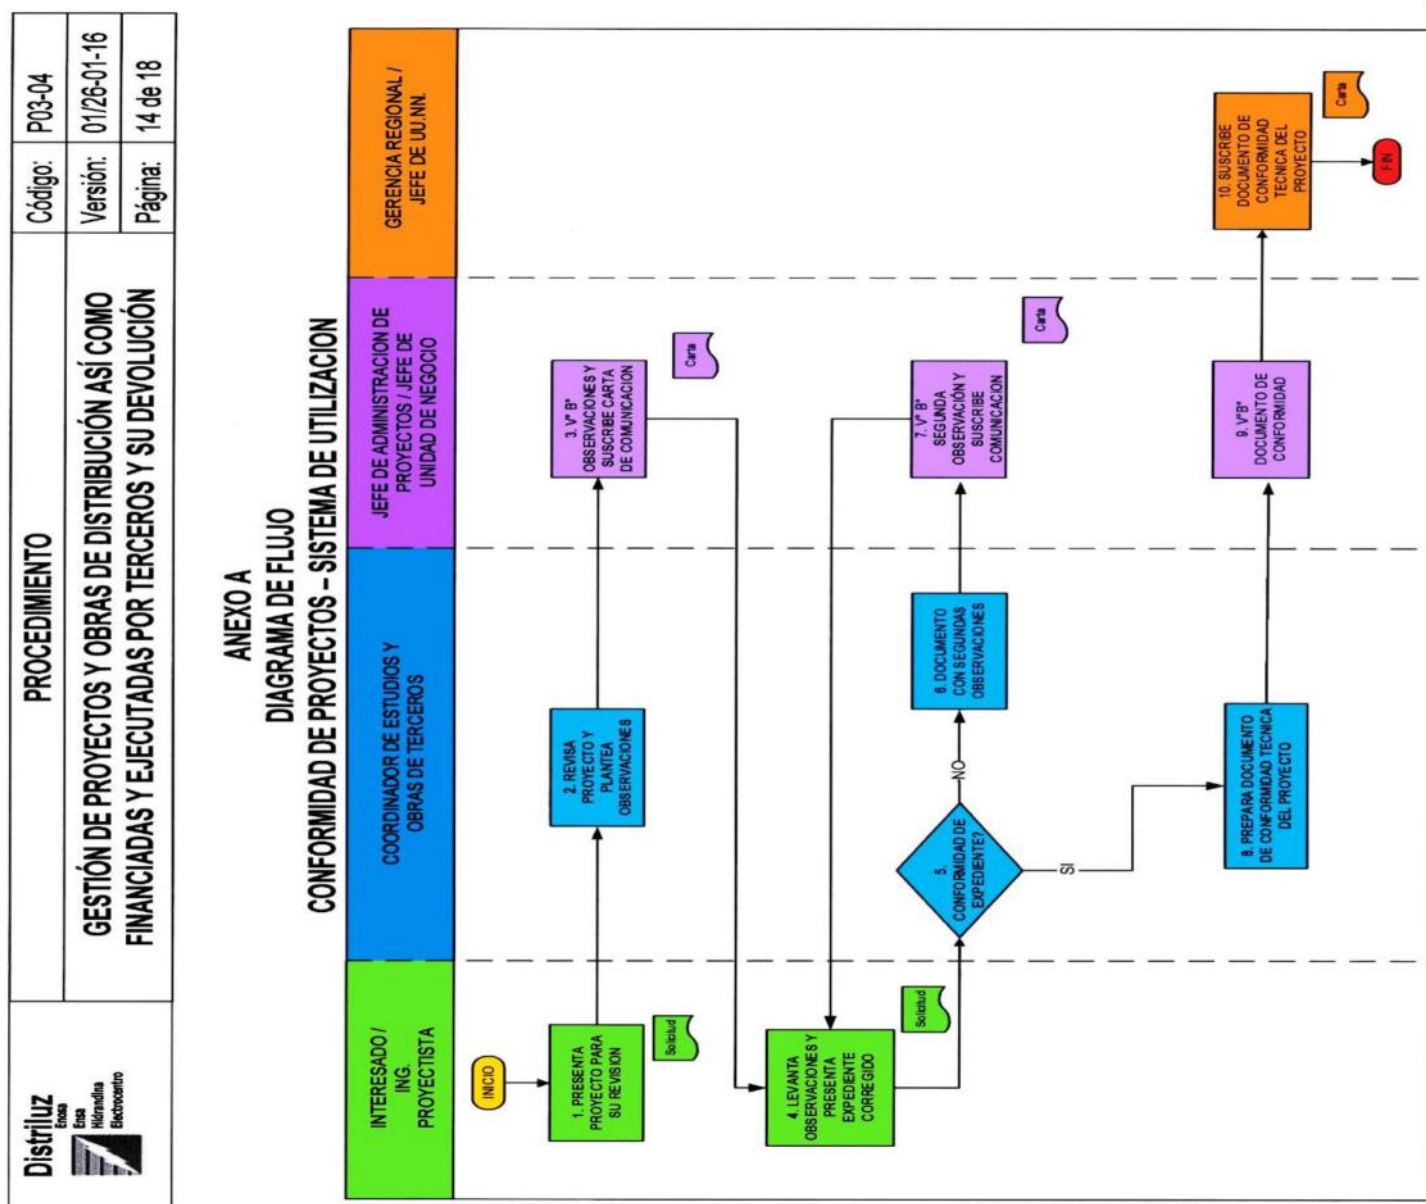 Distriluz
Enosa
Ensa
Hidrandina
Electrocentro
PROCEDIMIENTO
GESTIÓN DE PROYECTOS Y OBRAS DE DISTRIBUCIÓN ASÍ COMO
FINANCIADAS Y EJECUTADAS POR TERCEROS Y SU DEVOLUCIÓN
Código: P03-04
Versión: 01/26-01-16
Página: 14 de 18
ANEXO A
DIAGRAMA DE FLUJO
CONFORMIDAD DE PROYECTOS – SISTEMA DE UTILIZACION
INTERESADO /
ING.
PROYECTISTA
COORDINADOR DE ESTUDIOS Y
OBRAS DE TERCEROS
JEFE DE ADMINISTRACION DE
PROYECTOS / JEFE DE
UNIDAD DE NEGOCIO
GERENCIA REGIONAL /
JEFE DE UU.NN.
INICIO
1. PRESENTA
PROYECTO PARA
SU REVISION
Solicitud
2. REVISA
PROYECTO Y
PLANTEA
OBSERVACIONES
3. V° B°
OBSERVACIONES Y
SUSCRIBE CARTA
DE COMUNICACION
Carta
4. LEVANTA
OBSERVACIONES Y
PRESENTA
EXPEDIENTE
CORREGIDO
Solicitud
5.
CONFORMIDAD DE
EXPEDIENTE?
NO
SI
6. DOCUMENTO
CON SEGUNDAS
OBSERVACIONES
7. V° B°
SEGUNDA
OBSERVACIÓN Y
SUSCRIBE
COMUNICACION
Carta
8. PREPARA DOCUMENTO
DE CONFORMIDAD TECNICA
DEL PROYECTO
9. V°B°
DOCUMENTO DE
CONFORMIDAD
10. SUSCRIBE
DOCUMENTO DE
CONFORMIDAD
TECNICA DEL
PROYECTO
Carta
FIN